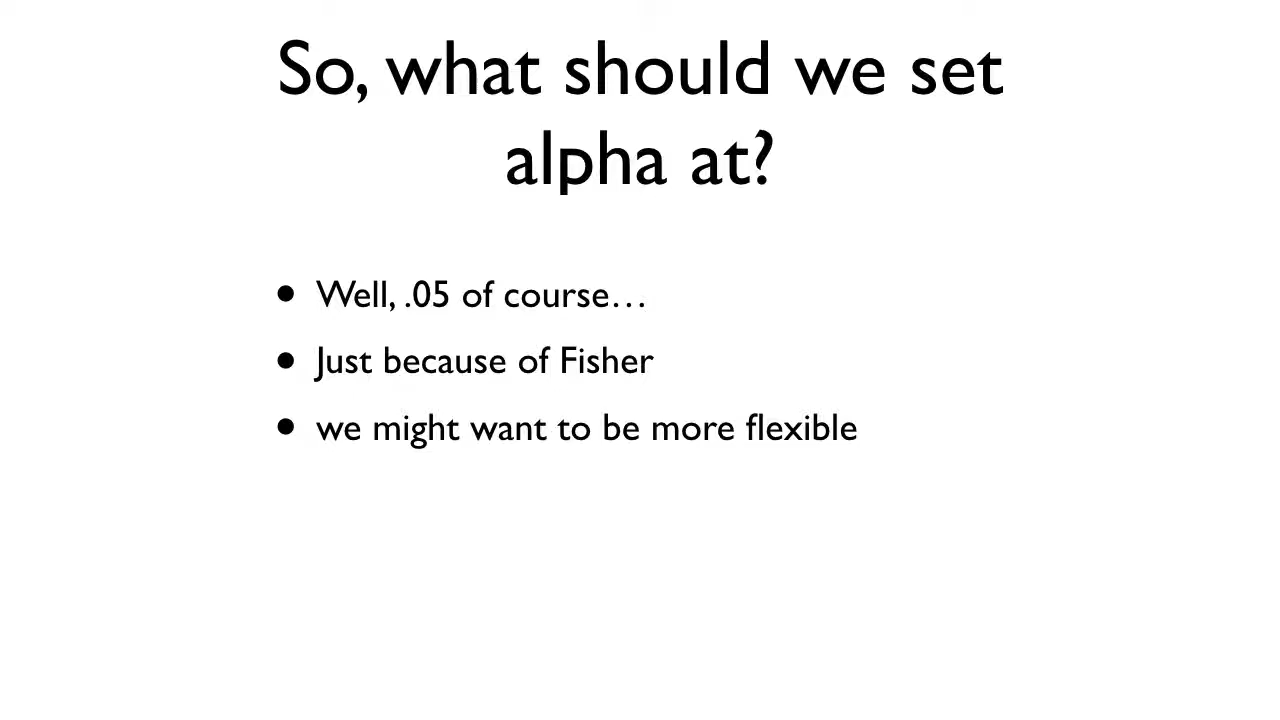 So, what should we set
alpha at?
• Well, .05 of course…
• Just because of Fisher
• we might want to be more flexible